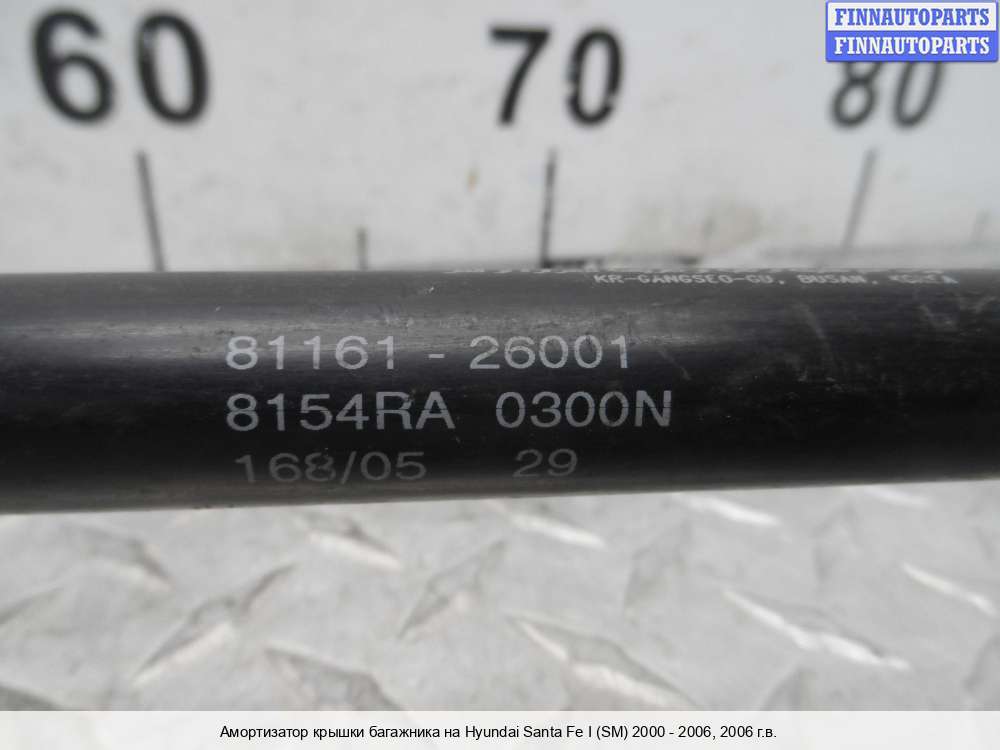 FINNAUTOPARTS
FINNAUTOPARTS
60 70 80
KR-GANGSEO-GU, BUSAN, KOREA
81161 - 26001
8154RA 0300N
168/05 29
Амортизатор крышки багажника на Hyundai Santa Fe I (SM) 2000 - 2006, 2006 г.в.